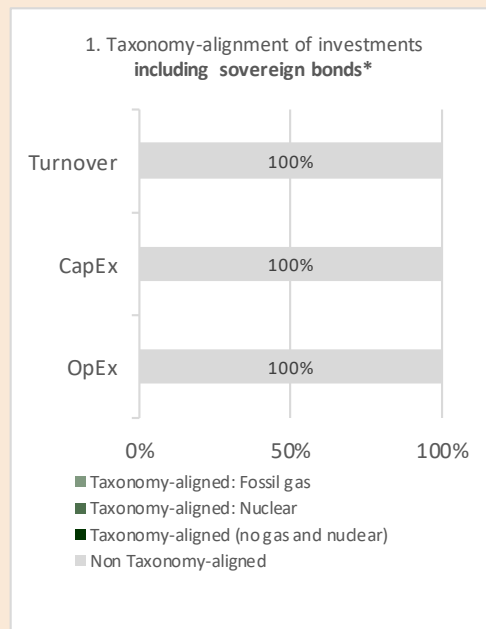 1. Taxonomy-alignment of investments
including sovereign bonds*
Turnover
100%
CapEx
100%
OpEx
100%
0%
50%
100%
Taxonomy-aligned: Fossil gas
Taxonomy-aligned: Nuclear
Taxonomy-aligned (no gas and nuclear)
Non Taxonomy-aligned